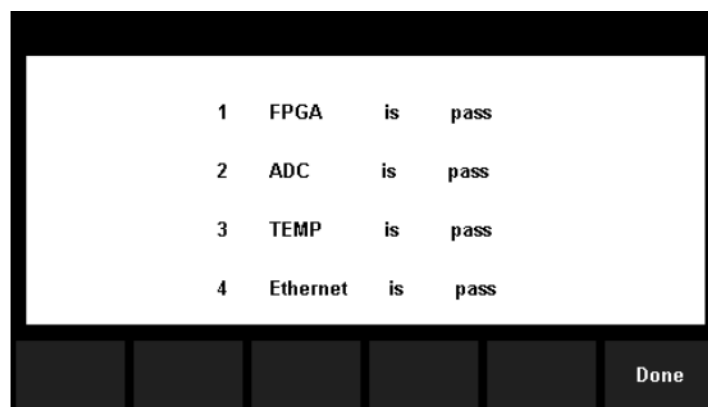 1 FPGA is pass
2 ADC is pass
3 TEMP is pass
4 Ethernet is pass
Done